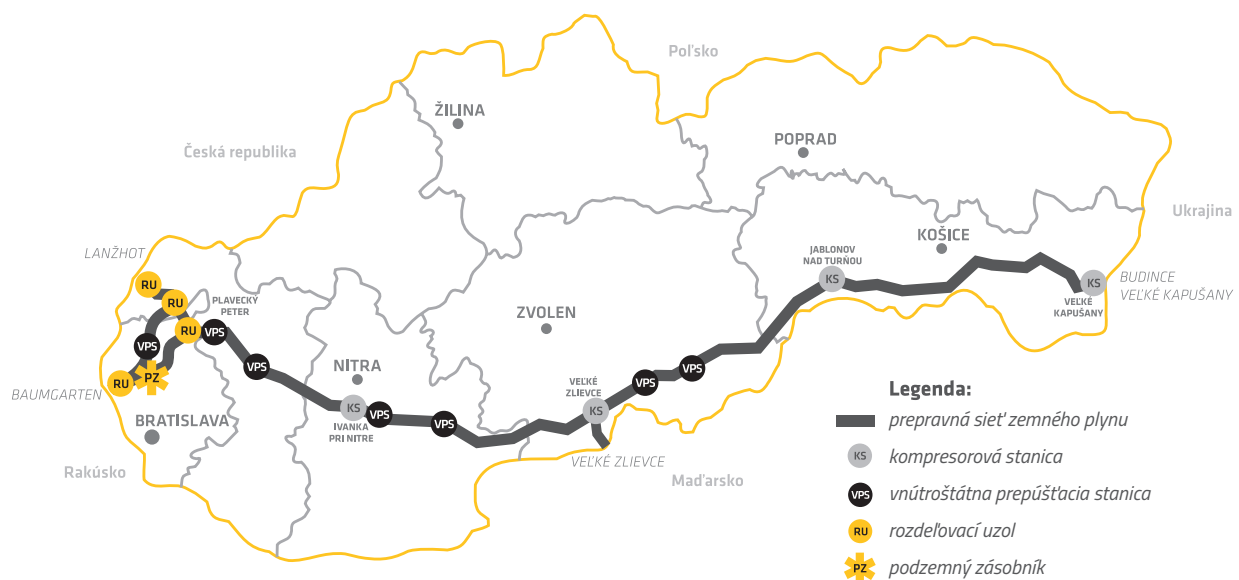 Poľsko
ŽILINA
POPRAD
Česká republika
Ukrajina
KOŠICE
LANŽHOT
JABLONOV
NAD TURŇOU
RU
KS
KS
BUDINCE
VEĽKÉ KAPUŠANY
PLAVECKÝ
PETER
RU
VEĽKÉ
KAPUŠANY
ZVOLEN
RU
VPS
VPS
NITRA
VPS
VPS
BAUMGARTEN
RU
PZ
VPS
VEĽKÉ
ZLIEVCE
KS
KS
VPS
VPS
BRATISLAVA
IVANKA
PRI NITRE
VEĽKÉ ZLIEVCE
Rakúsko
Maďarsko
Legenda:
prepravná sieť zemného plynu
KS kompresorová stanica
VPS vnútroštátna prepúšťacia stanica
RU rozdeľovací uzol
PZ podzemný zásobník